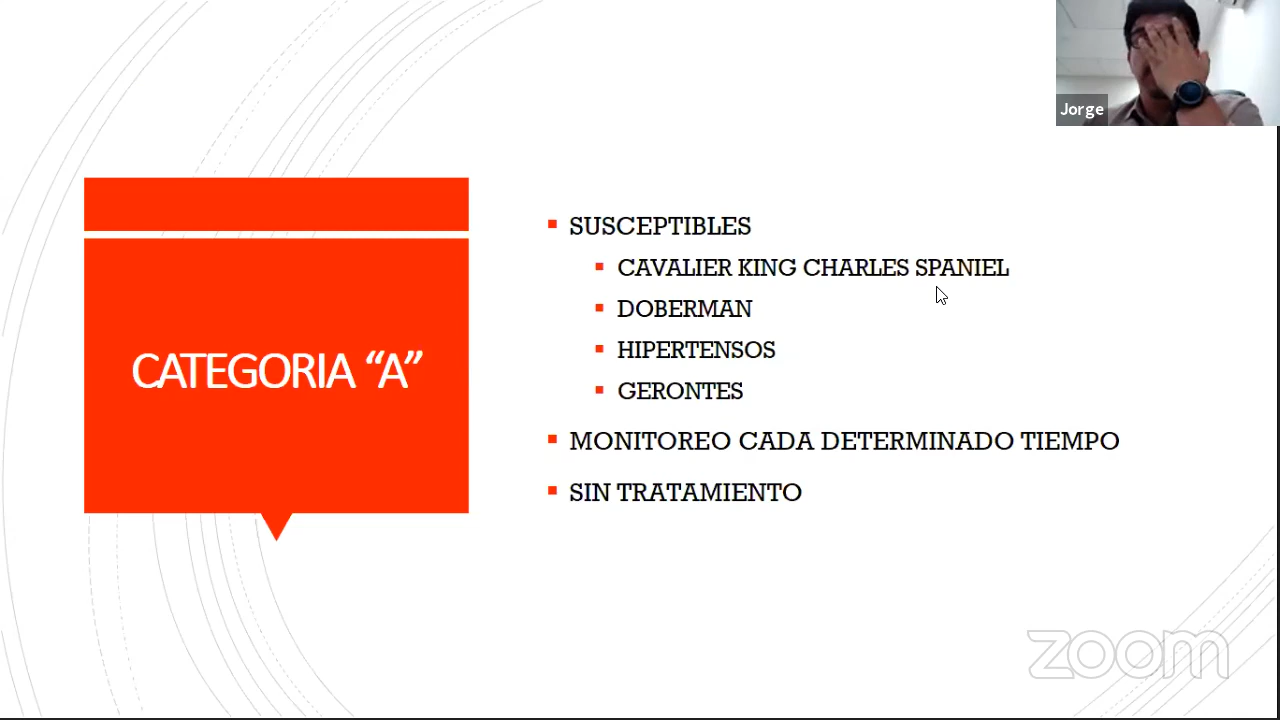 Jorge
CATEGORIA “A”
SUSCEPTIBLES
CAVALIER KING CHARLES SPANIEL
DOBERMAN
HIPERTENSOS
GERONTES
MONITOREO CADA DETERMINADO TIEMPO
SIN TRATAMIENTO
zoom